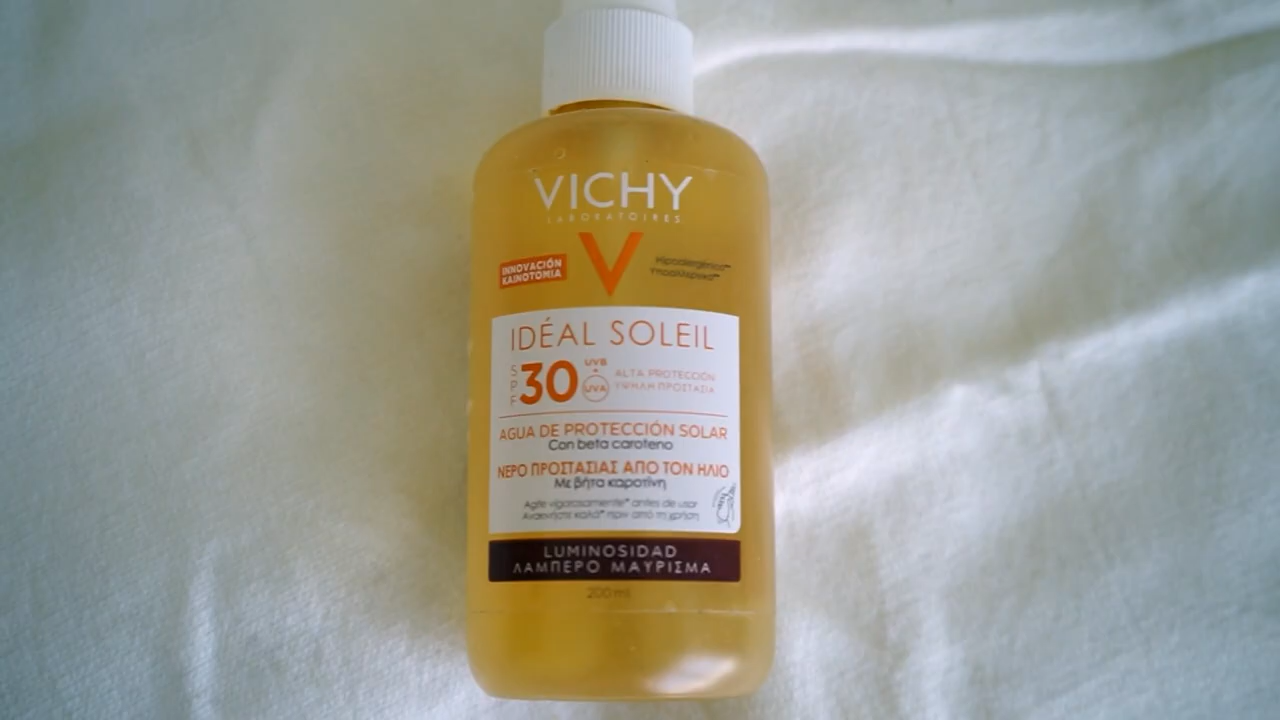 VICHY
LABORATOIRES
INNOVACIÓN
ΚΑΙΝΟΤΟΜΙΑ
Hipoalergénico**
Υποαλλεργικό**
IDÉAL SOLEIL
SPF
30
UVB
+
UVA
ALTA PROTECCIÓN
ΥΨΗΛΗ ΠΡΟΣΤΑΣΙΑ
AGUA DE PROTECCIÓN SOLAR
Con beta caroteno
ΝΕΡΟ ΠΡΟΣΤΑΣΙΑΣ ΑΠΟ ΤΟΝ ΗΛΙΟ
Με βήτα καροτίνη
Agite vigorosamente* antes de usar
Ανακινήστε καλά* πριν από τη χρήση
LUMINOSIDAD
ΛΑΜΠΕΡΟ ΜΑΥΡΙΣΜΑ
200 ml